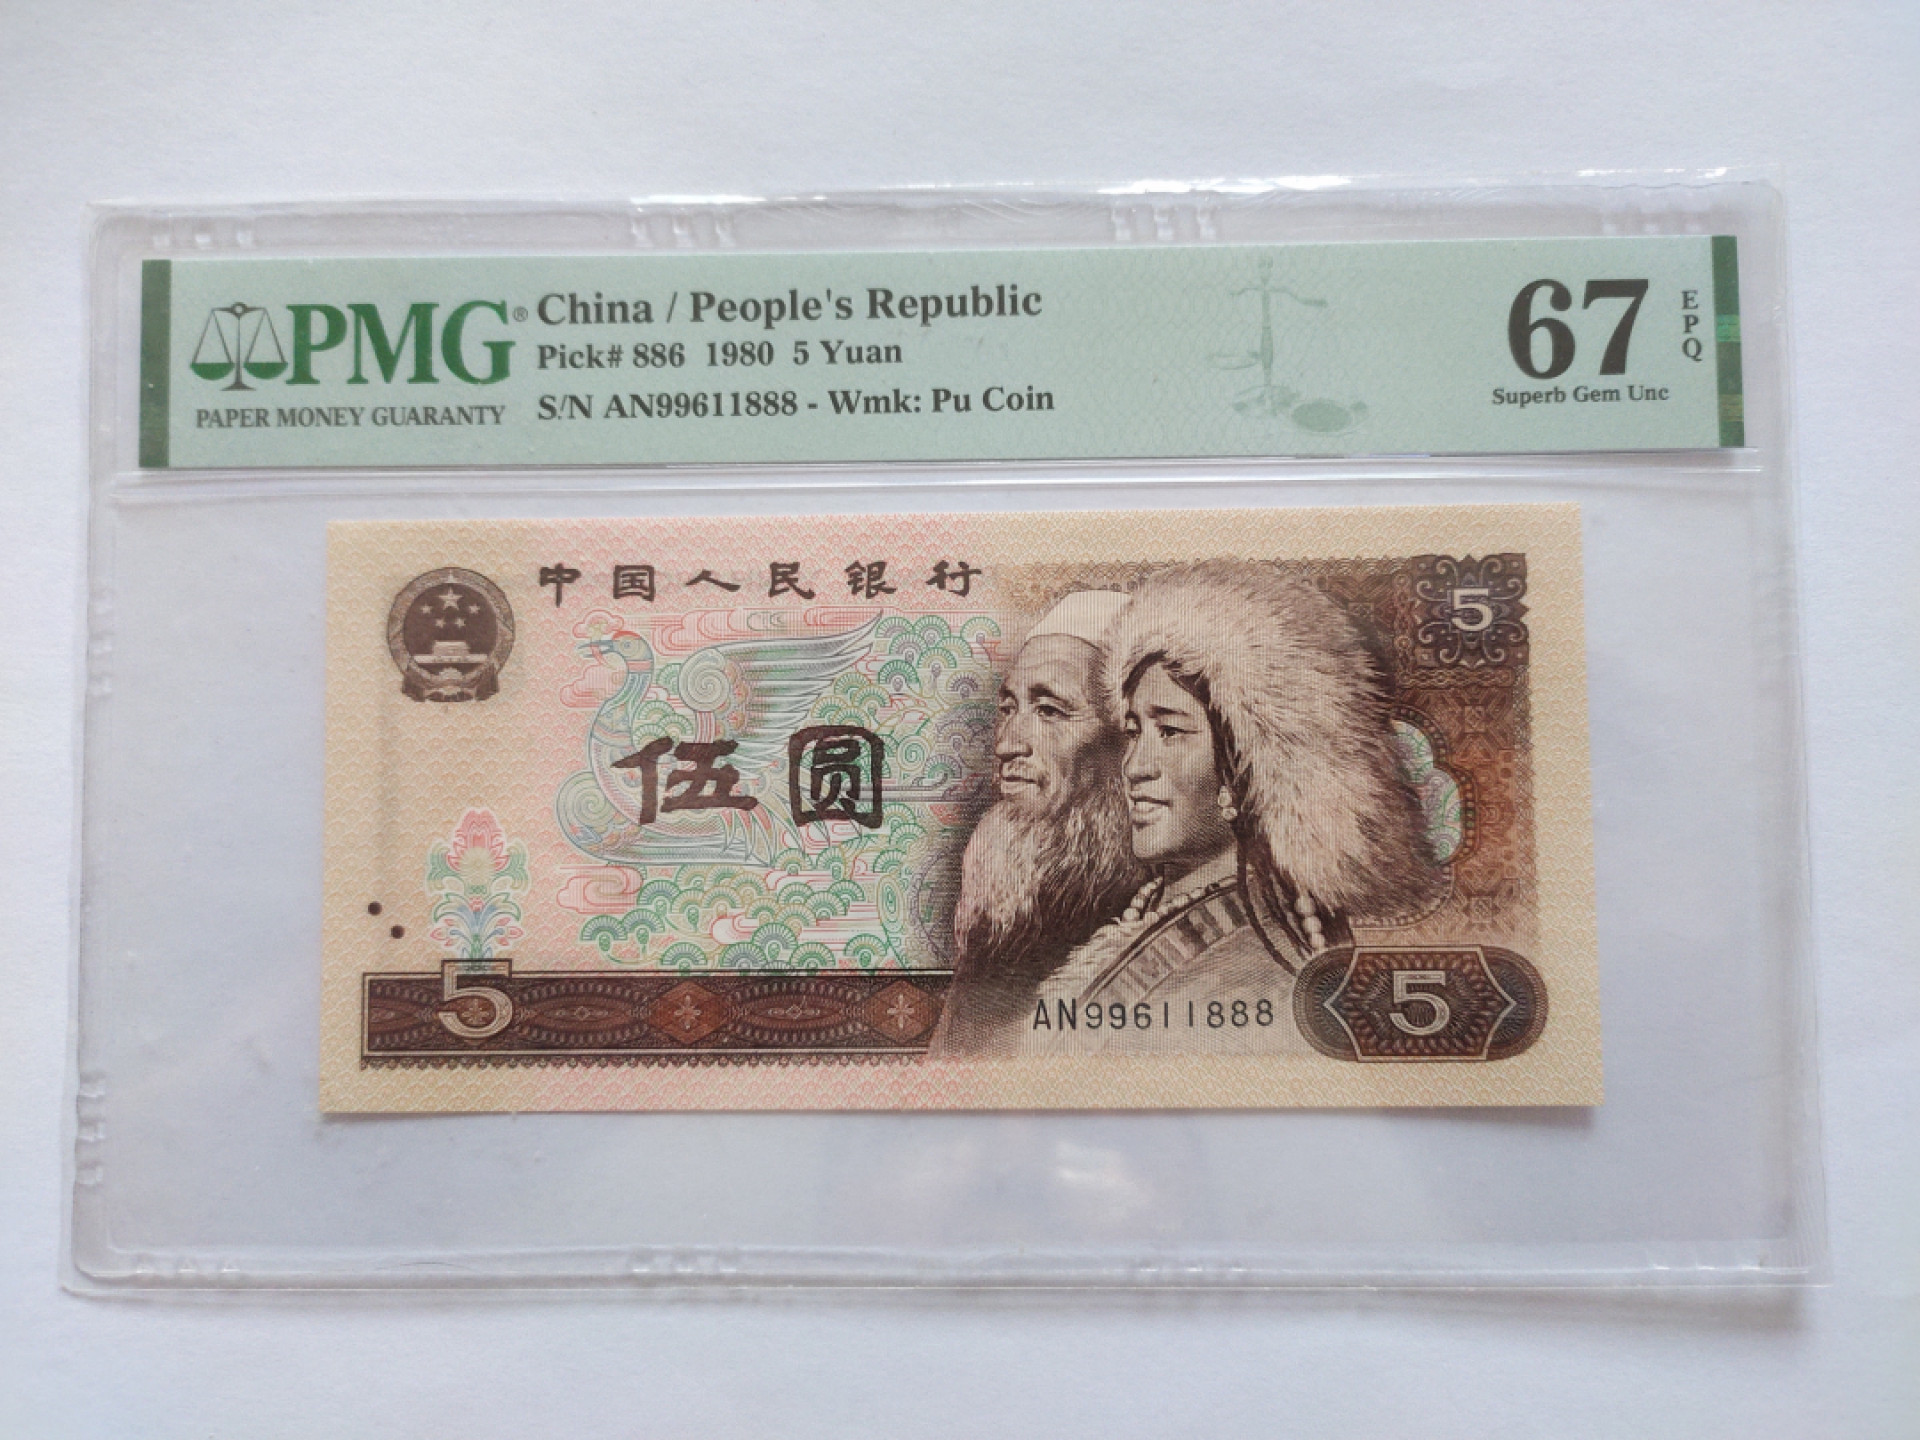 PMG®
PAPER MONEY GUARANTY
China / People's Republic
Pick# 886 1980 5 Yuan
S/N AN99611888 - Wmk: Pu Coin
67
EPQ
Superb Gem Unc
中国人民银行
5
伍圆
5
AN99611888
5